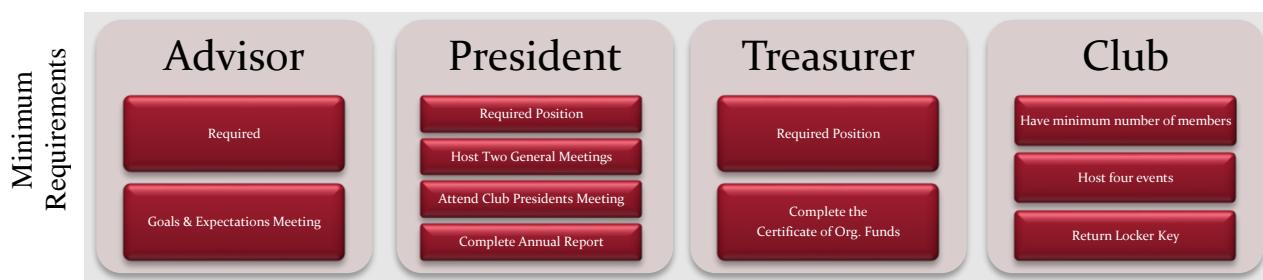 Minimum
Requirements
Advisor
Required
Goals & Expectations Meeting
President
Required Position
Host Two General Meetings
Attend Club Presidents Meeting
Complete Annual Report
Treasurer
Required Position
Complete the
Certificate of Org. Funds
Club
Have minimum number of members
Host four events
Return Locker Key